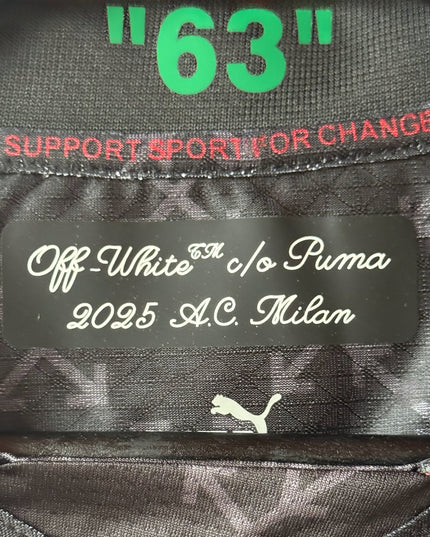 "63"
SUPPORT SPORT FOR CHANGE
Off-White™ c/o Puma
2025 A.C. Milan